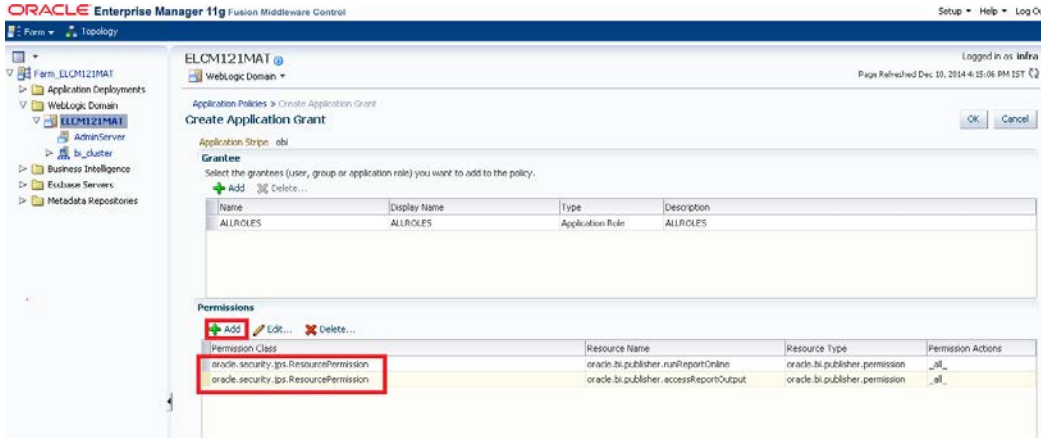 ORACLE Enterprise Manager 11g Fusion Middleware Control
Setup Help Log Ou
Farm Topology
Farm_ELCM121MAT
Application Deployments
WebLogic Domain
ELCM121MAT
AdminServer
bi_cluster
Business Intelligence
Essbase Servers
Metadata Repositories
ELCM121MAT
Logged in as infra
WebLogic Domain
Page Refreshed Dec 10, 2014 4:15:06 PM IST
Application Policies > Create Application Grant
Create Application Grant
OK Cancel
Application Stripe obi
Grantee
Select the grantees (user, group or application role) you want to add to the policy.
Add Delete...
Name Display Name Type Description
ALLROLES ALLROLES Application Role ALLROLES
Permissions
Add Edit... Delete...
Permission Class Resource Name Resource Type Permission Actions
oracle.security.jps.ResourcePermission oracle.bi.publisher.runReportOnline oracle.bi.publisher.permission _all_
oracle.security.jps.ResourcePermission oracle.bi.publisher.accessReportOutput oracle.bi.publisher.permission _all_